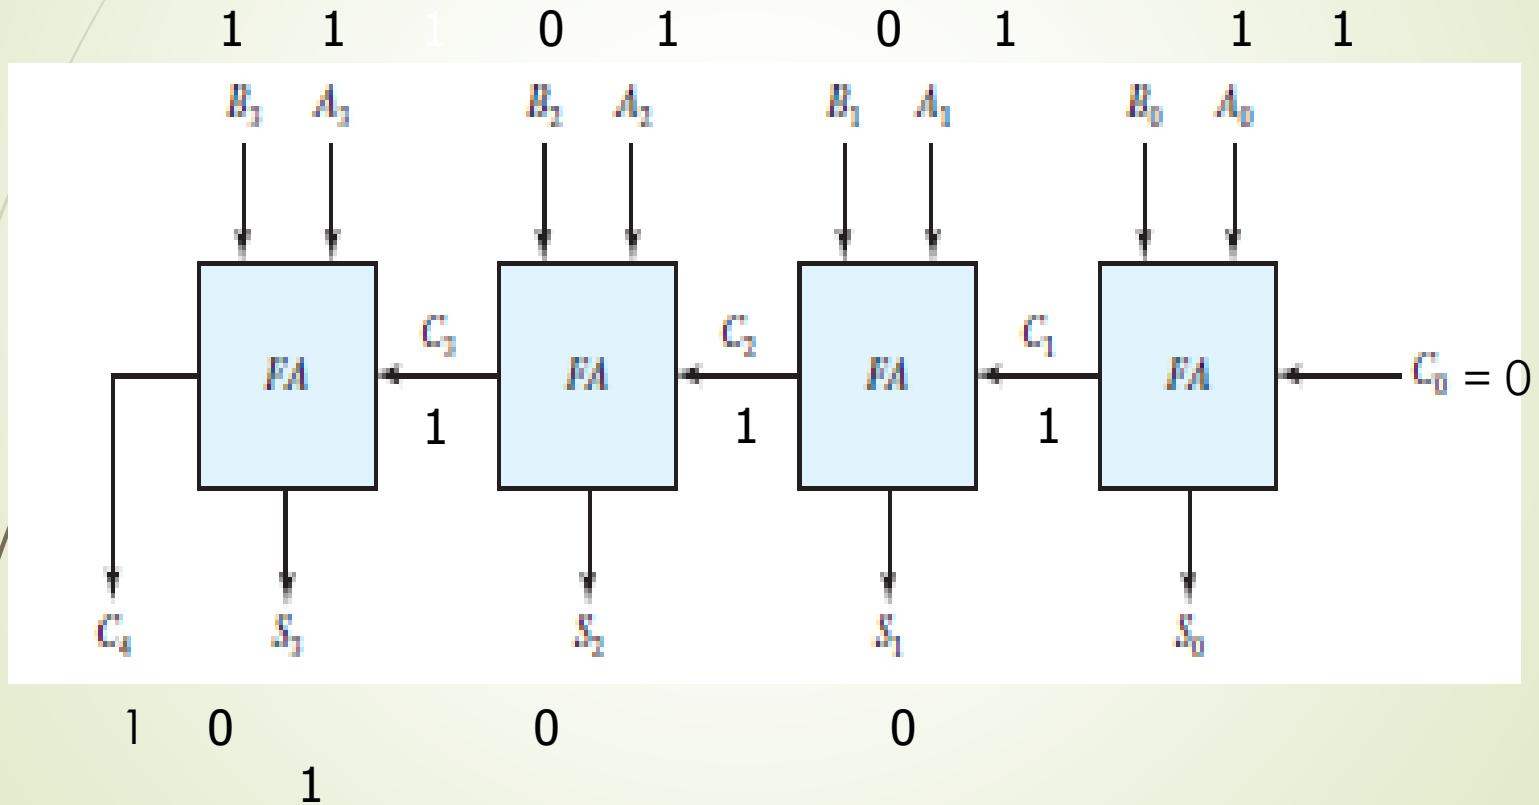 1 1 1 0 1 0 1 1 1
B₃ A₃ B₂ A₂ B₁ A₁ B₀ A₀
C₃ C₂ C₁
FA FA FA FA C₀ = 0
1 1 1
C₄ S₃ S₂ S₁ S₀
1 0 0 0
1